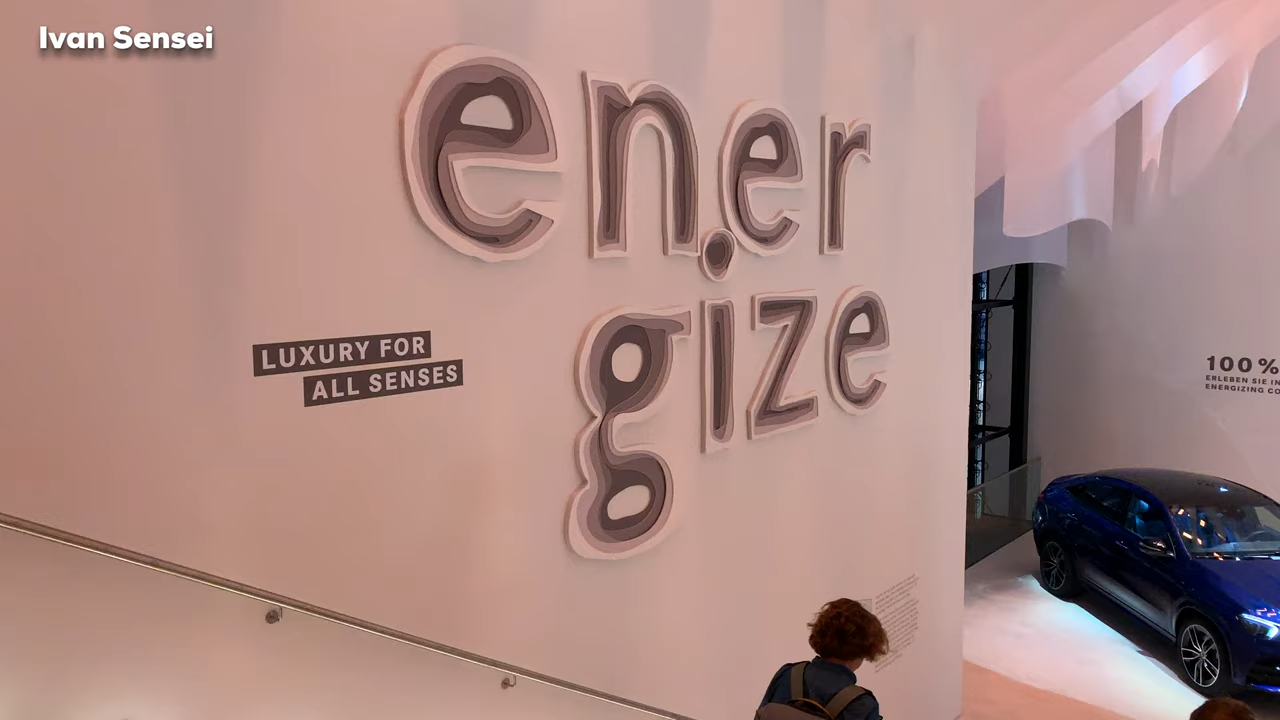 Ivan Sensei
ener
gize
LUXURY FOR
ALL SENSES
100%
ERLEBEN SIE IN
ENERGIZING CO